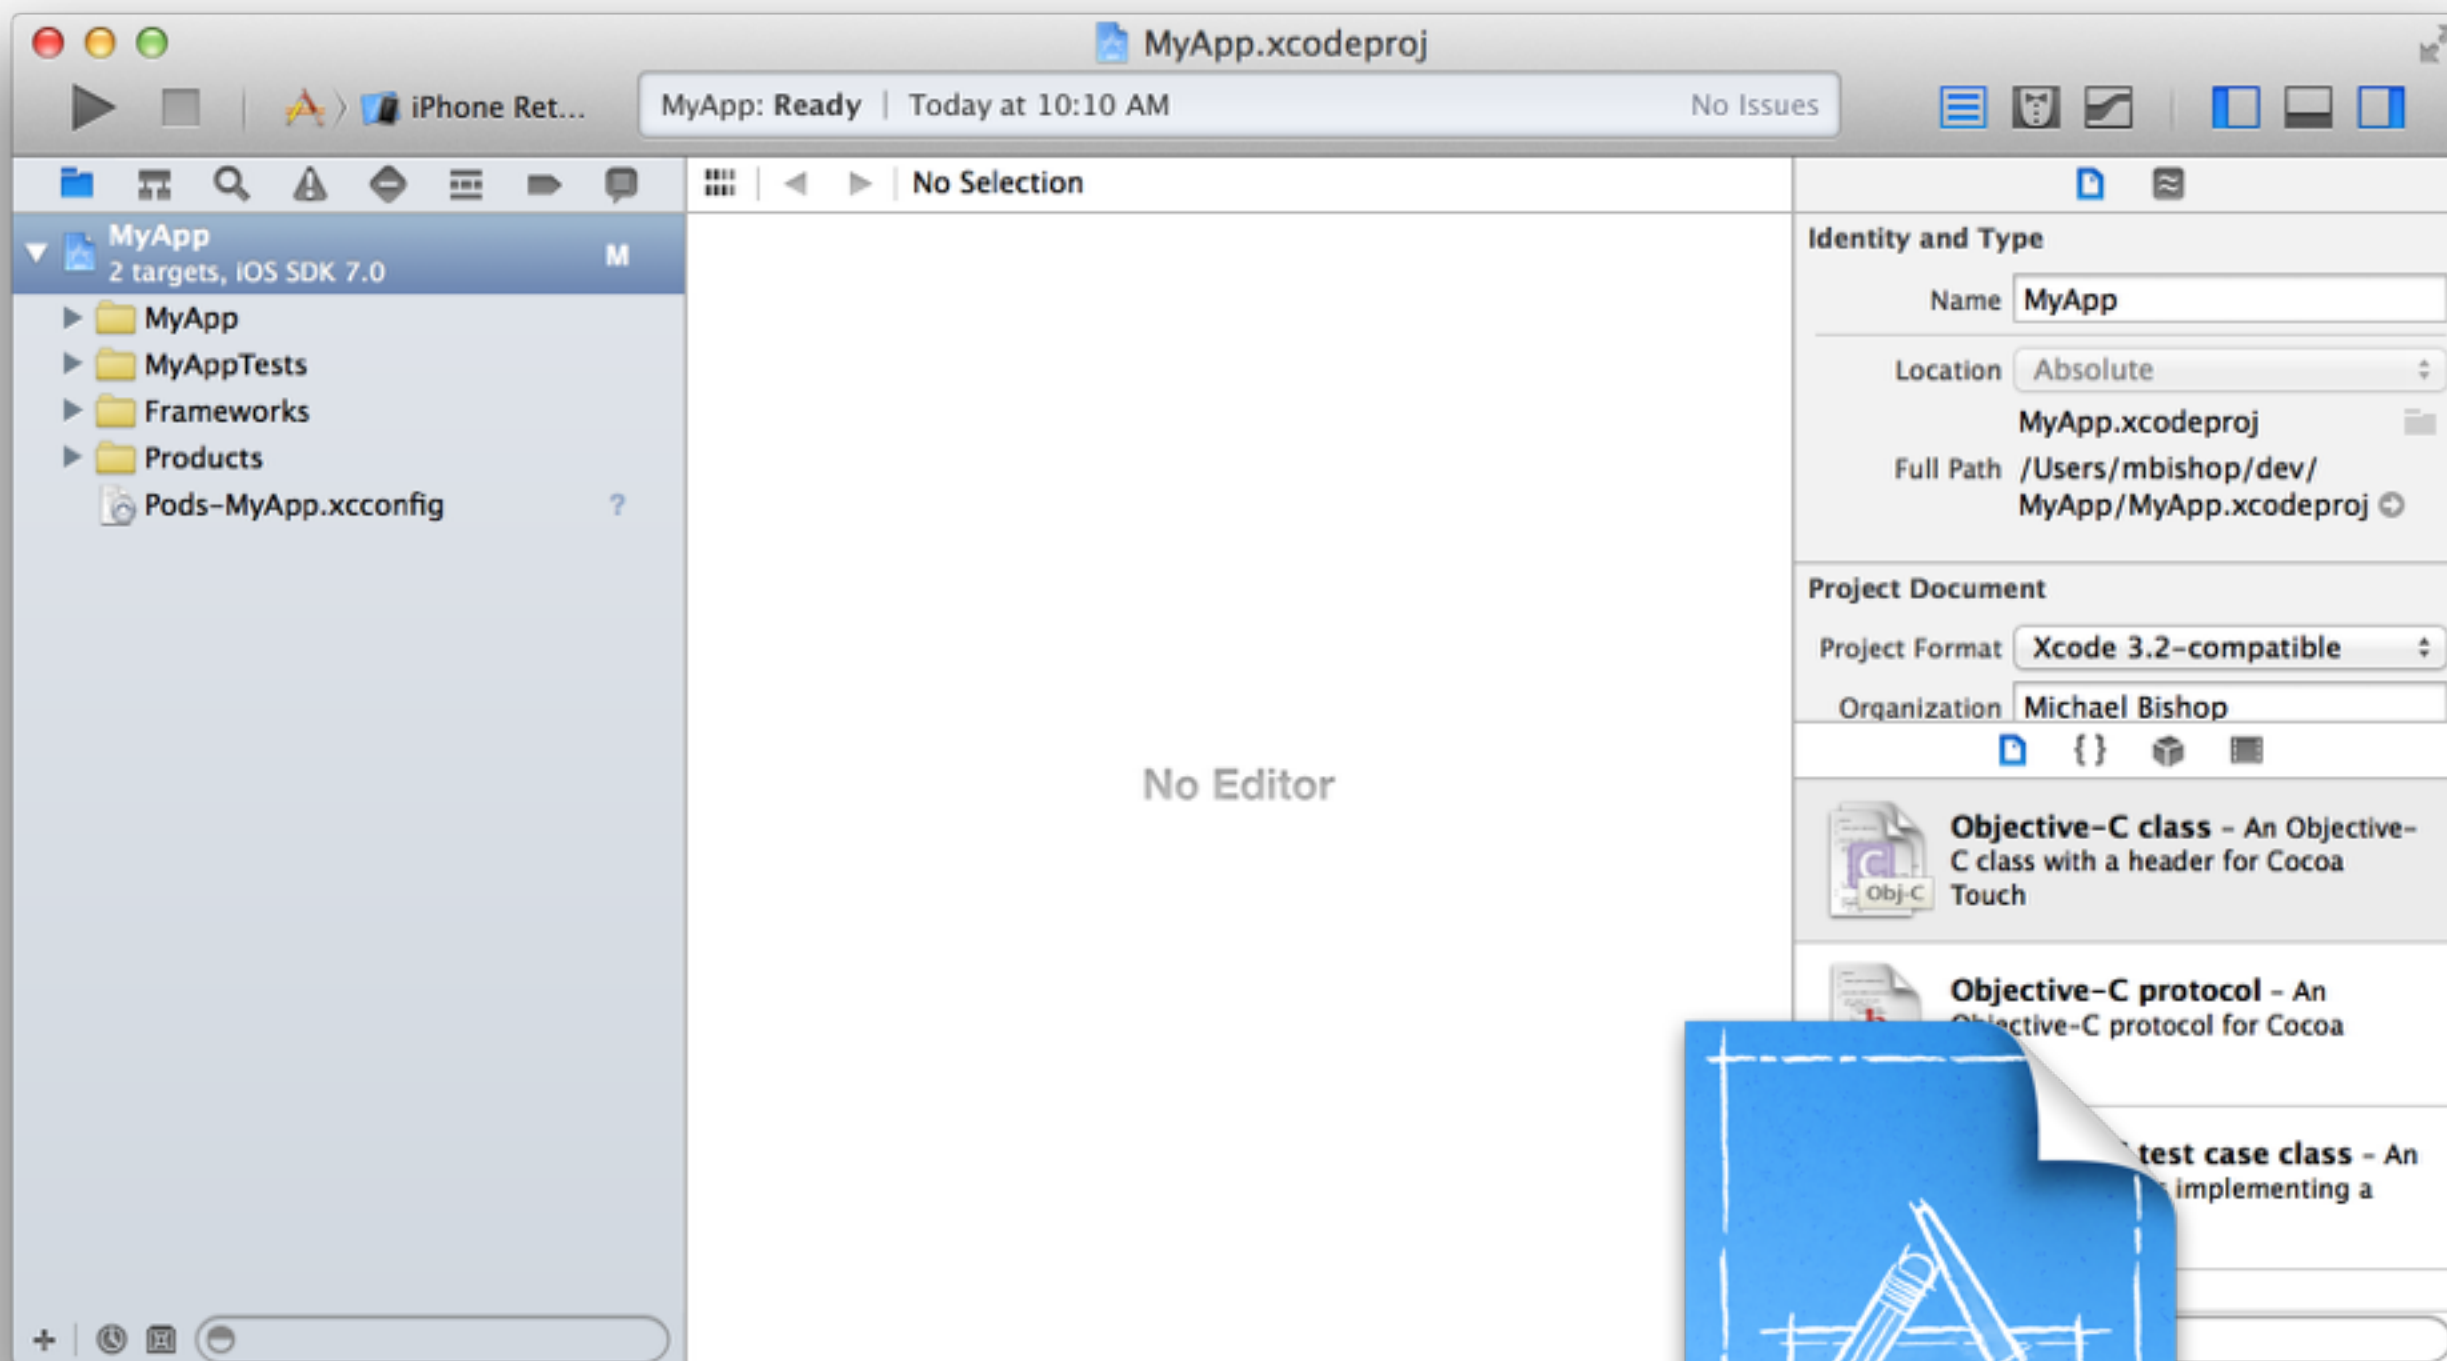 MyApp.xcodeproj
iPhone Ret...
MyApp: Ready | Today at 10:10 AM
No Issues
No Selection
MyApp
2 targets, iOS SDK 7.0
M
MyApp
MyAppTests
Frameworks
Products
Pods-MyApp.xcconfig
?
No Editor
Identity and Type
Name MyApp
Location Absolute
MyApp.xcodeproj
Full Path /Users/mbishop/dev/
MyApp/MyApp.xcodeproj
Project Document
Project Format Xcode 3.2-compatible
Organization Michael Bishop
{ }
C
Obj-C
Objective-C class - An Objective-
C class with a header for Cocoa
Touch
Objective-C protocol - An
Objective-C protocol for Cocoa
test case class - An
implementing a